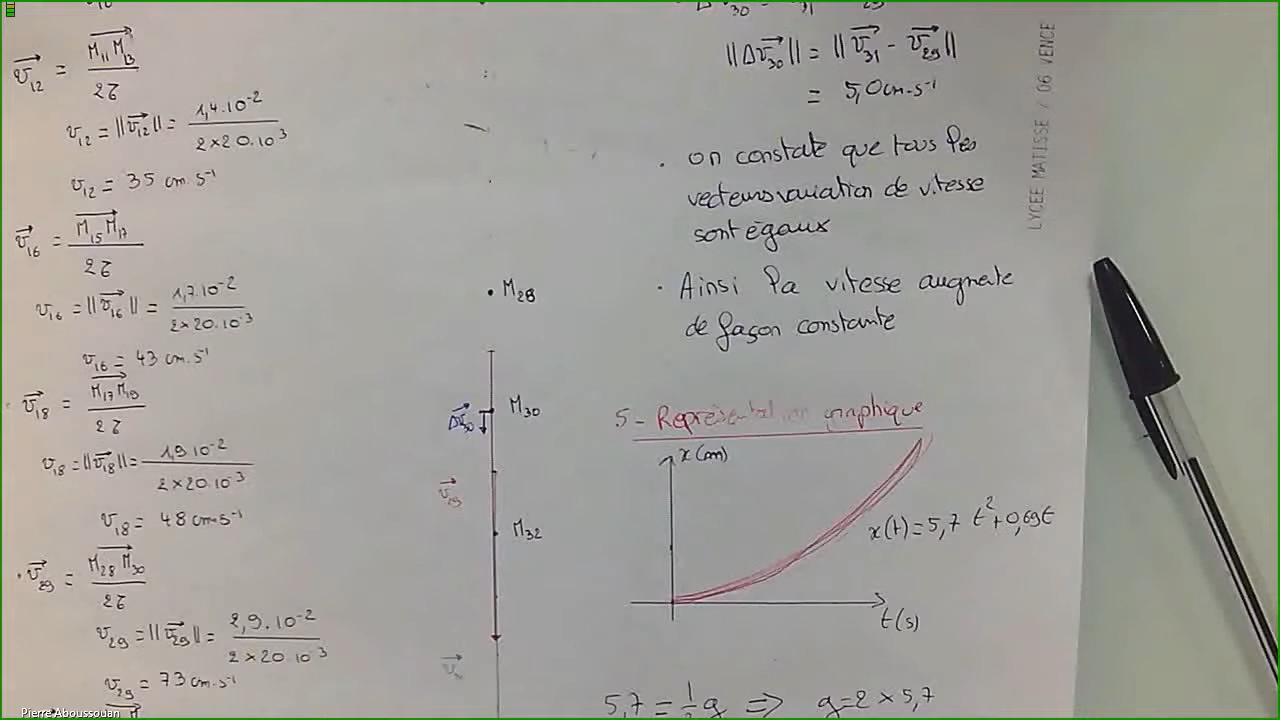 v⃗₁₂ = M₁₁M₁₃ / 2τ
v₁₂ = ||v⃗₁₂|| = 1,4.10⁻² / 2×20.10⁻³
v₁₂ = 35 cm.s⁻¹
v⃗₁₆ = M₁₅M₁₇ / 2τ
v₁₆ = ||v⃗₁₆|| = 1,7.10⁻² / 2×20.10⁻³
v₁₆ = 43 cm.s⁻¹
v⃗₁₈ = M₁₇M₁₉ / 2τ
v₁₈ = ||v⃗₁₈|| = 1,9.10⁻² / 2×20.10⁻³
v₁₈ = 48 cm.s⁻¹
v⃗₂₉ = M₂₈M₃₀ / 2τ
v₂₉ = ||v⃗₂₉|| = 2,9.10⁻² / 2×20.10⁻³
v₂₉ = 73 cm.s⁻¹
M₂₈
M₃₀
Δv⃗₃₀
v⃗₂₉
M₃₂
||Δv⃗₃₀|| = ||v⃗₃₁ - v⃗₂₉||
= 5,0 cm.s⁻¹
. on constate que tous les
vecteurs variation de vitesse
sont égaux
. Ainsi la vitesse augmente
de façon constante
5 - Représentation graphique
x(m)
x(t) = 5,7 t² + 0,69t
t(s)
5,7 = ½ g ⟹ g = 2 × 5,7
LYCEE MATISSE / 06 VENCE
Pierre Aboussouan